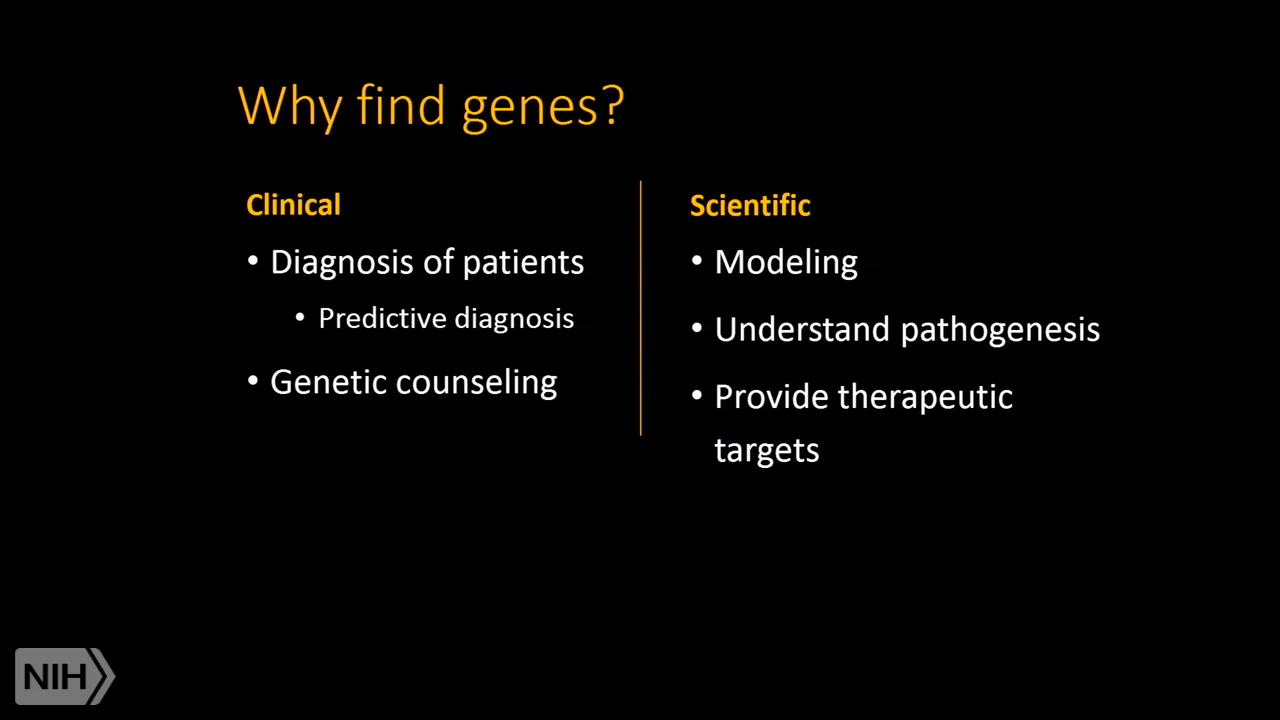 Why find genes?
Clinical
• Diagnosis of patients
• Predictive diagnosis
• Genetic counseling
Scientific
• Modeling
• Understand pathogenesis
• Provide therapeutic
targets
NIH